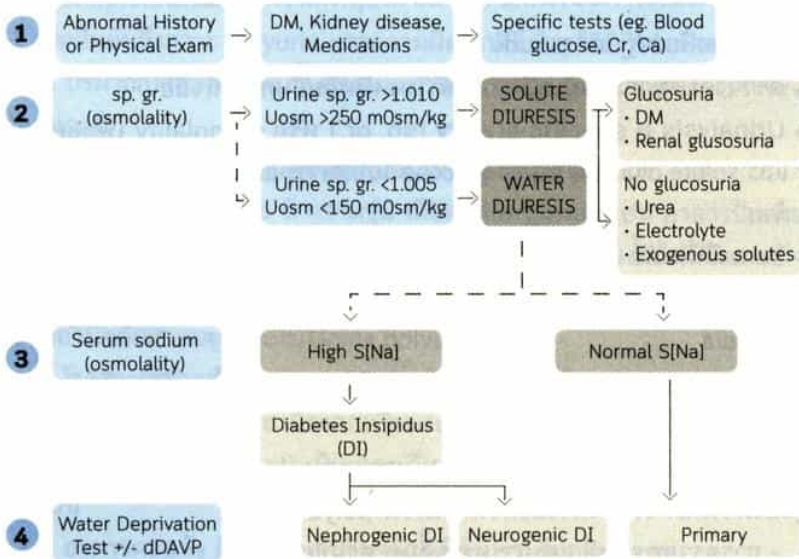 1
Abnormal History
or Physical Exam
DM, Kidney disease,
Medications
Specific tests (eg. Blood
glucose, Cr, Ca)
2
sp. gr.
(osmolality)
Urine sp. gr. >1.010
Uosm >250 mOsm/kg
SOLUTE
DIURESIS
Glucosuria
· DM
· Renal glusosuria
Urine sp. gr. <1.005
Uosm <150 mOsm/kg
WATER
DIURESIS
No glucosuria
· Urea
· Electrolyte
· Exogenous solutes
3
Serum sodium
(osmolality)
High S[Na]
Normal S[Na]
Diabetes Insipidus
(DI)
4
Water Deprivation
Test +/- dDAVP
Nephrogenic DI
Neurogenic DI
Primary